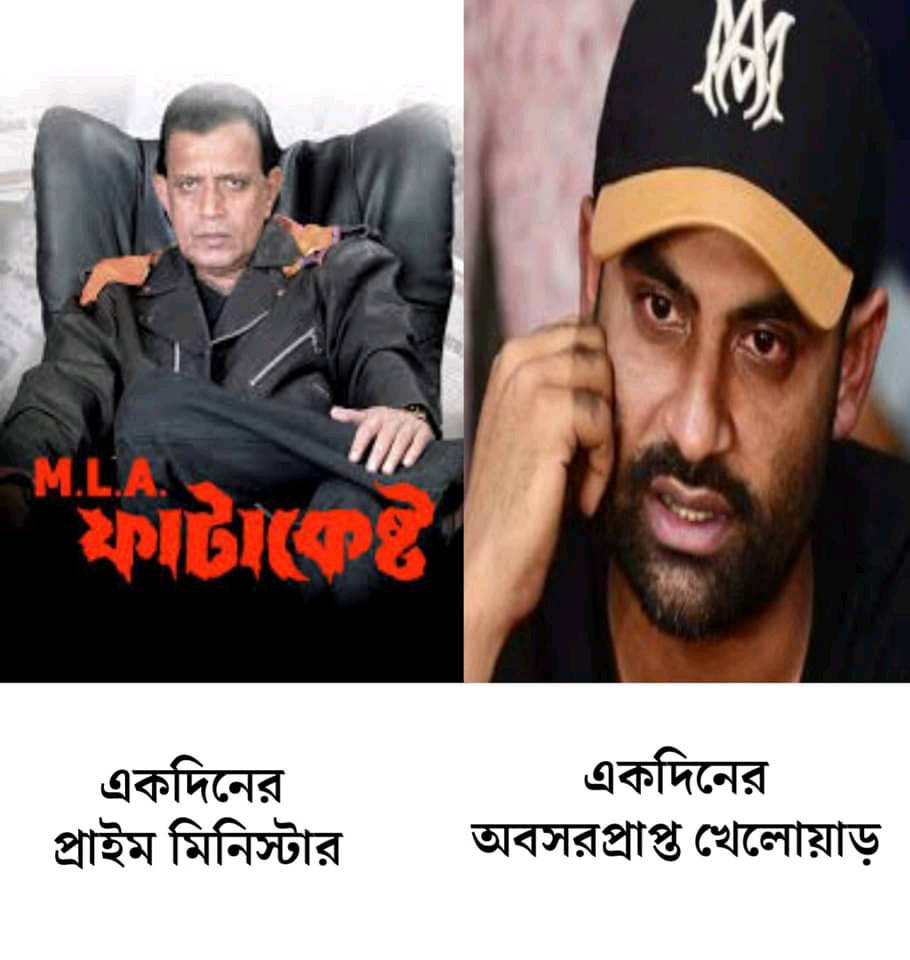 M.L.A.
ফাটাকেষ্ট
একদিনের
প্রাইম মিনিস্টার
একদিনের
অবসরপ্রাপ্ত খেলোয়াড়